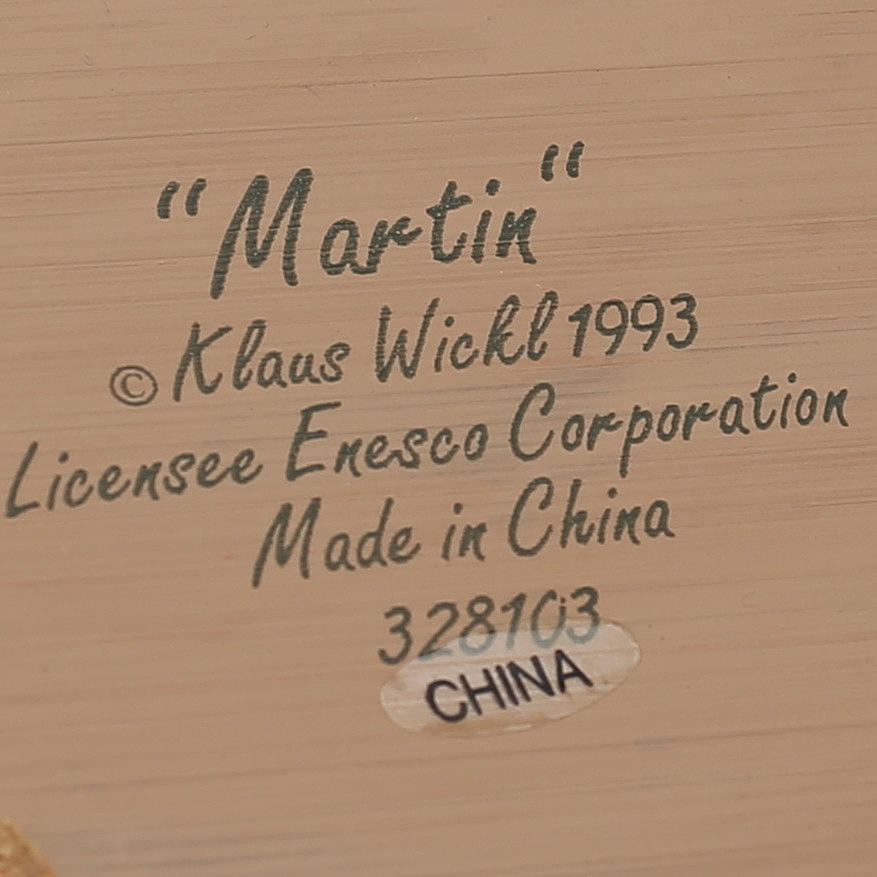 "Martin"
© Klaus Wickl 1993
Licensee Enesco Corporation
Made in China
328103
CHINA